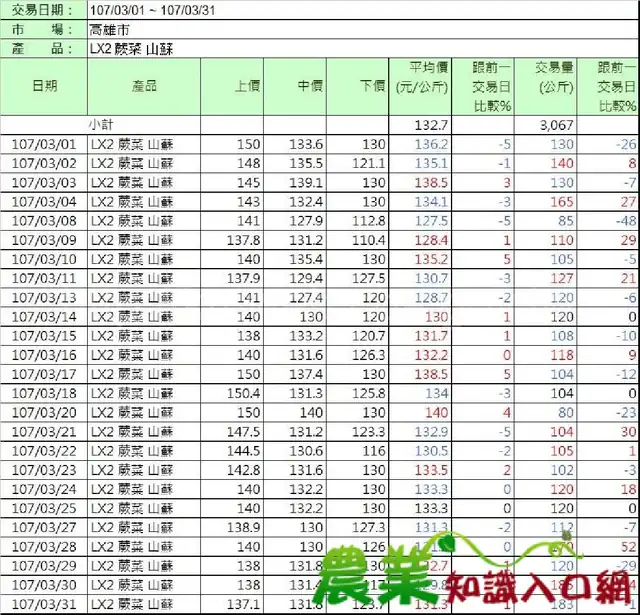 交易日期： 107/03/01 ~ 107/03/31
市 場： 高雄市
產 品： LX2 蕨菜 山蘇
日期 產品 上價 中價 下價 平均價(元/公斤) 跟前一交易日比較% 交易量(公斤) 跟前一交易日比較%
小計 132.7 3,067
107/03/01 LX2 蕨菜 山蘇 150 133.6 130 136.2 -5 130 -26
107/03/02 LX2 蕨菜 山蘇 148 135.5 121.1 135.1 -1 140 8
107/03/03 LX2 蕨菜 山蘇 145 139.1 130 138.5 3 130 -7
107/03/04 LX2 蕨菜 山蘇 143 132.4 130 134.1 -3 165 27
107/03/08 LX2 蕨菜 山蘇 141 127.9 112.8 127.5 -5 85 -48
107/03/09 LX2 蕨菜 山蘇 137.8 131.2 110.4 128.4 1 110 29
107/03/10 LX2 蕨菜 山蘇 140 135.4 130 135.2 5 105 -5
107/03/11 LX2 蕨菜 山蘇 137.9 129.4 127.5 130.7 -3 127 21
107/03/13 LX2 蕨菜 山蘇 141 127.4 120 128.7 -2 120 -6
107/03/14 LX2 蕨菜 山蘇 140 130 120 130 1 120 0
107/03/15 LX2 蕨菜 山蘇 138 133.2 120.7 131.7 1 108 -10
107/03/16 LX2 蕨菜 山蘇 140 131.6 126.3 132.2 0 118 9
107/03/17 LX2 蕨菜 山蘇 150 137.4 130 138.5 5 104 -12
107/03/18 LX2 蕨菜 山蘇 150.4 131.3 125.8 134 -3 104 0
107/03/20 LX2 蕨菜 山蘇 150 140 130 140 4 80 -23
107/03/21 LX2 蕨菜 山蘇 147.5 131.2 123.3 132.9 -5 104 30
107/03/22 LX2 蕨菜 山蘇 144.5 130.6 116 130.5 -2 105 1
107/03/23 LX2 蕨菜 山蘇 142.8 131.6 130 133.5 2 102 -3
107/03/24 LX2 蕨菜 山蘇 140 132.2 130 133.3 0 120 18
107/03/25 LX2 蕨菜 山蘇 140 132.2 130 133.3 0 120 0
107/03/27 LX2 蕨菜 山蘇 138.9 130 127.3 131.3 -2 112 -7
107/03/28 LX2 蕨菜 山蘇 140 130 126 52
107/03/29 LX2 蕨菜 山蘇 138 130 1 120 -29
107/03/30 LX2 蕨菜 山蘇 138
107/03/31 LX2 蕨菜 山蘇 137.1
農業知識入口網